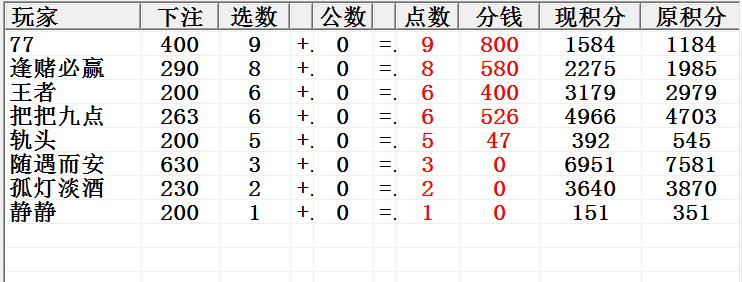 玩家 下注 选数 公数 点数 分钱 现积分 原积分
77 400 9 +. 0 =. 9 800 1584 1184
逢赌必赢 290 8 +. 0 =. 8 580 2275 1985
王者 200 6 +. 0 =. 6 400 3179 2979
把把九点 263 6 +. 0 =. 6 526 4966 4703
轨头 200 5 +. 0 =. 5 47 392 545
随遇而安 630 3 +. 0 =. 3 0 6951 7581
孤灯淡酒 230 2 +. 0 =. 2 0 3640 3870
静静 200 1 +. 0 =. 1 0 151 351